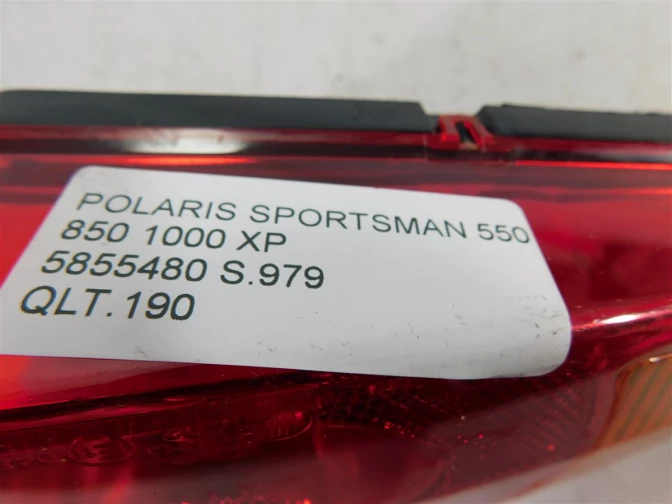 POLARIS SPORTSMAN 550
850 1000 XP
5855480 S.979
QLT.190